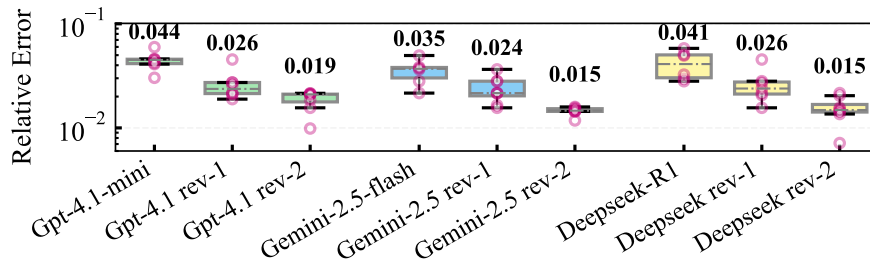 Relative Error
10⁻¹
10⁻²
0.044
0.026
0.019
0.035
0.024
0.015
0.041
0.026
0.015
Gpt-4.1-mini
Gpt-4.1 rev-1
Gpt-4.1 rev-2
Gemini-2.5-flash
Gemini-2.5 rev-1
Gemini-2.5 rev-2
Deepseek-R1
Deepseek rev-1
Deepseek rev-2